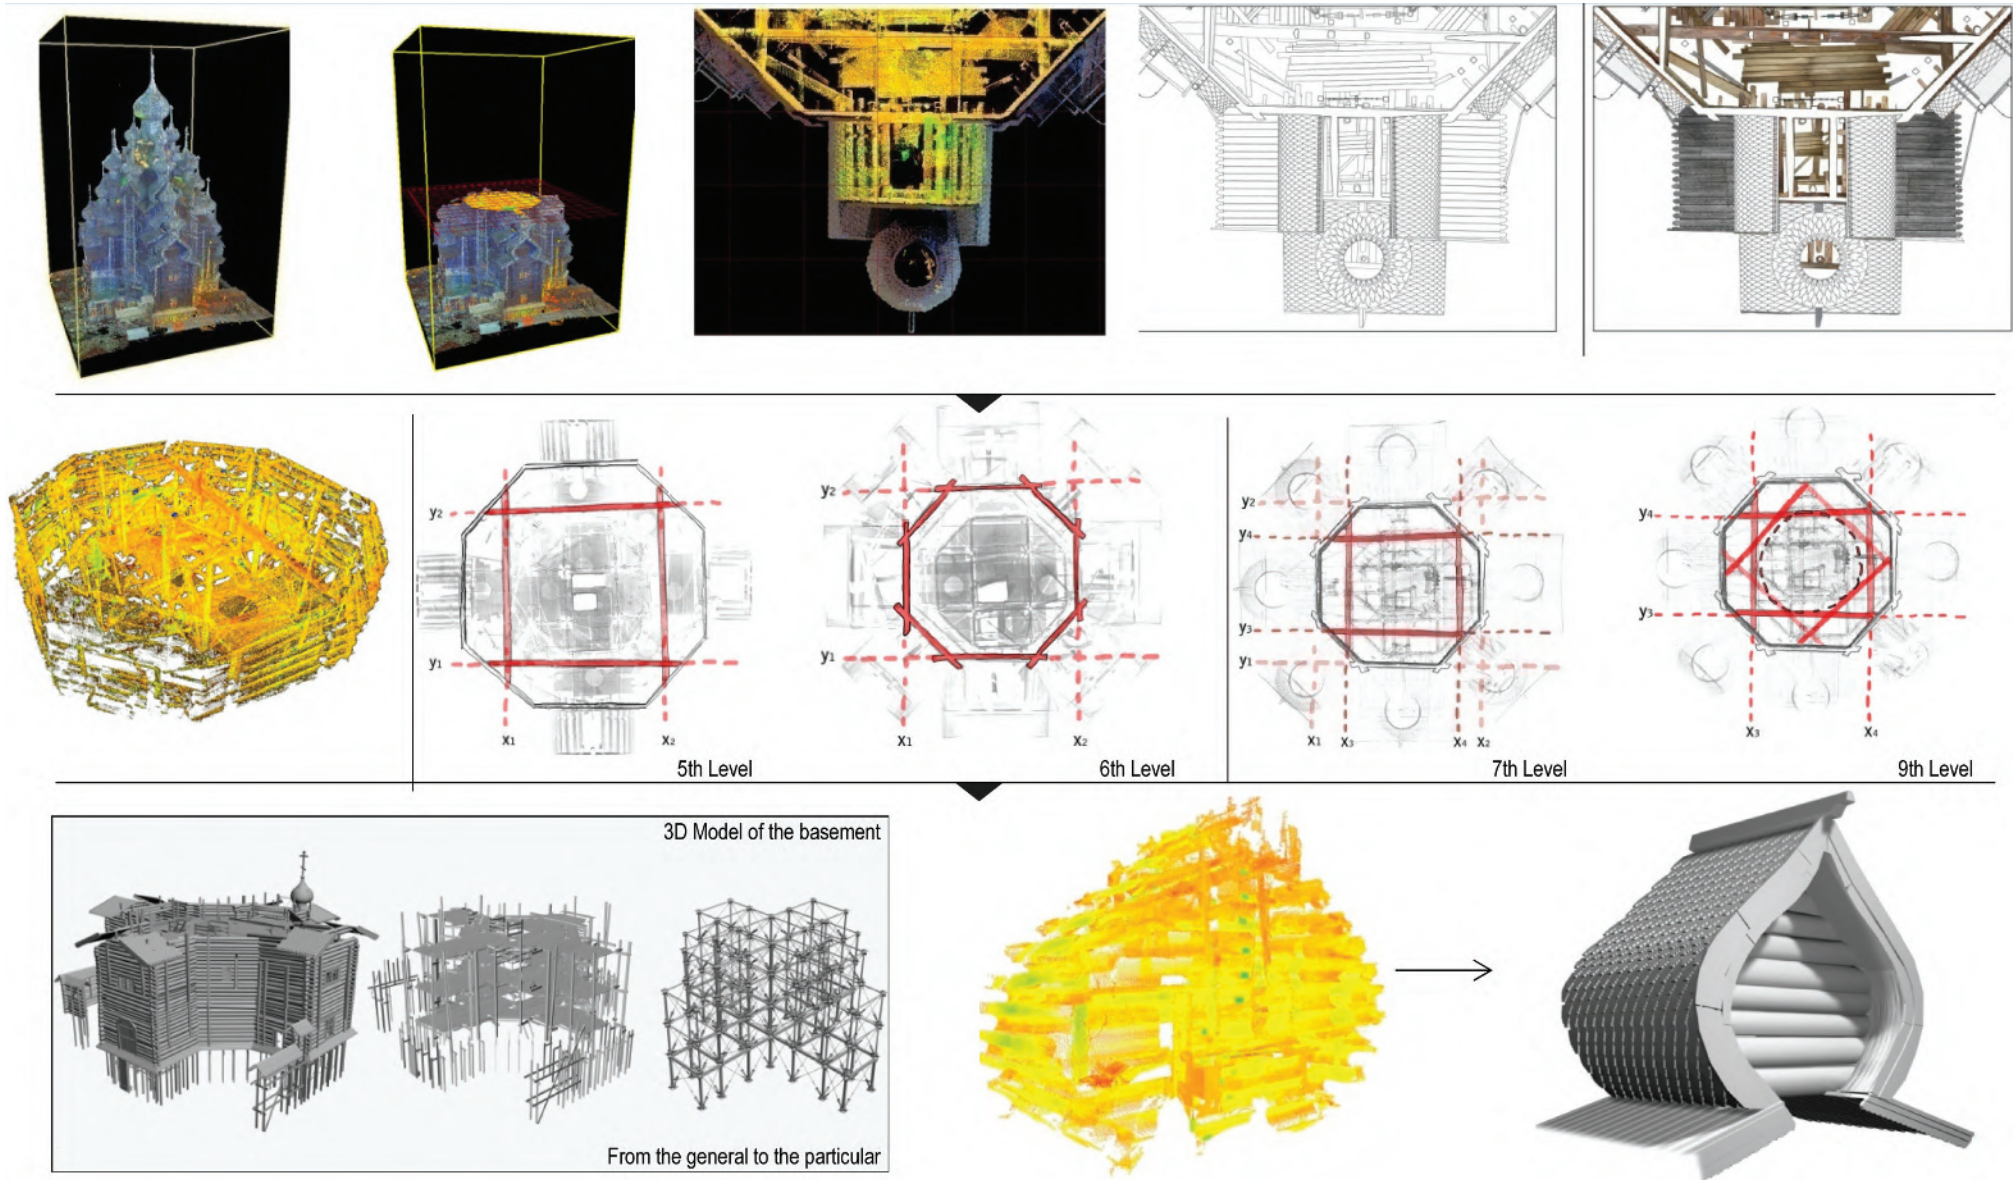 y₂
y₁
x₁
x₂
5th Level
y₂
y₁
x₁
x₂
6th Level
y₂
y₄
y₃
y₁
x₁
x₃
x₄
x₂
7th Level
y₄
y₃
x₃
x₄
9th Level
3D Model of the basement
From the general to the particular